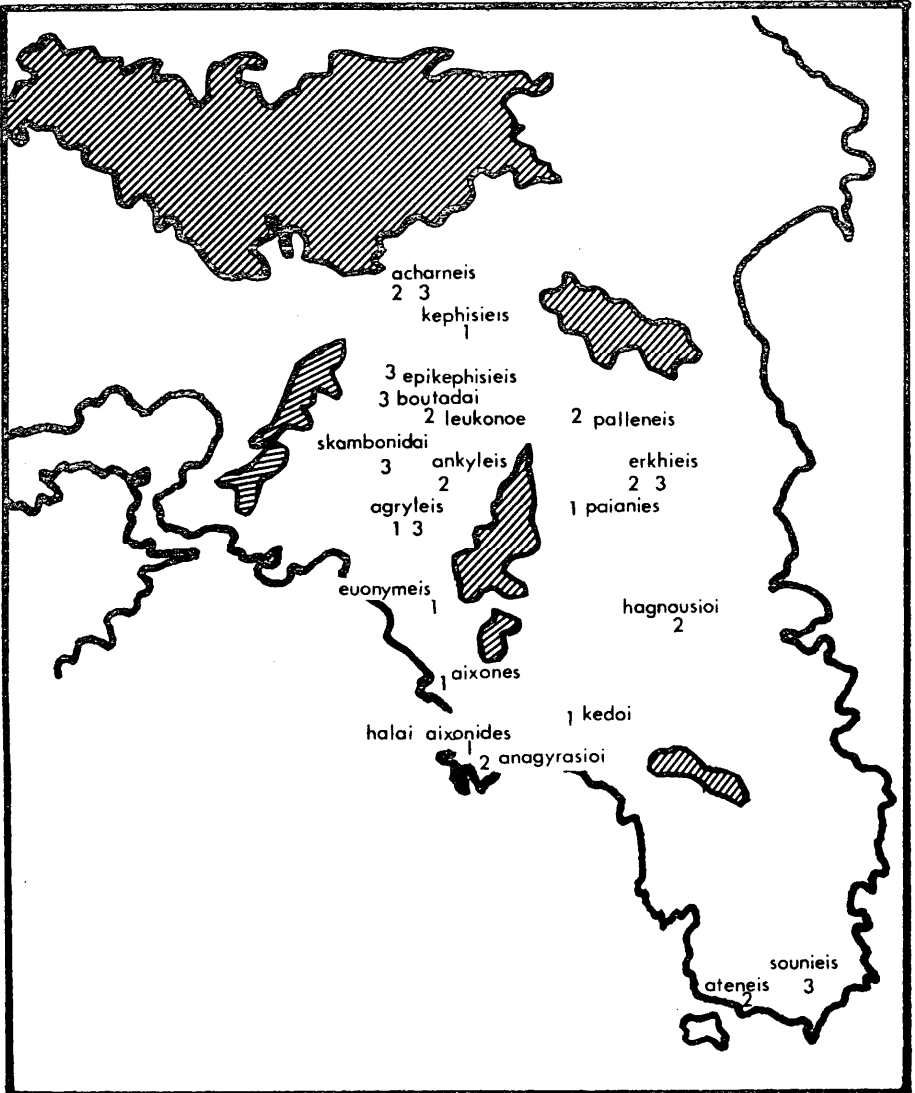 acharneis
2 3
kephisieis
1
3 epikephisieis
3 boutadai
2 leukonoe
2 palleneis
skambonidai
3
ankyleis
2
erkhieis
2 3
agryleis
1 3
1 paianies
euonymeis
1
hagnousioi
2
1 aixones
1 kedoi
halai aixonides
1
2 anagyrasioi
sounieis
3
ateneis
2